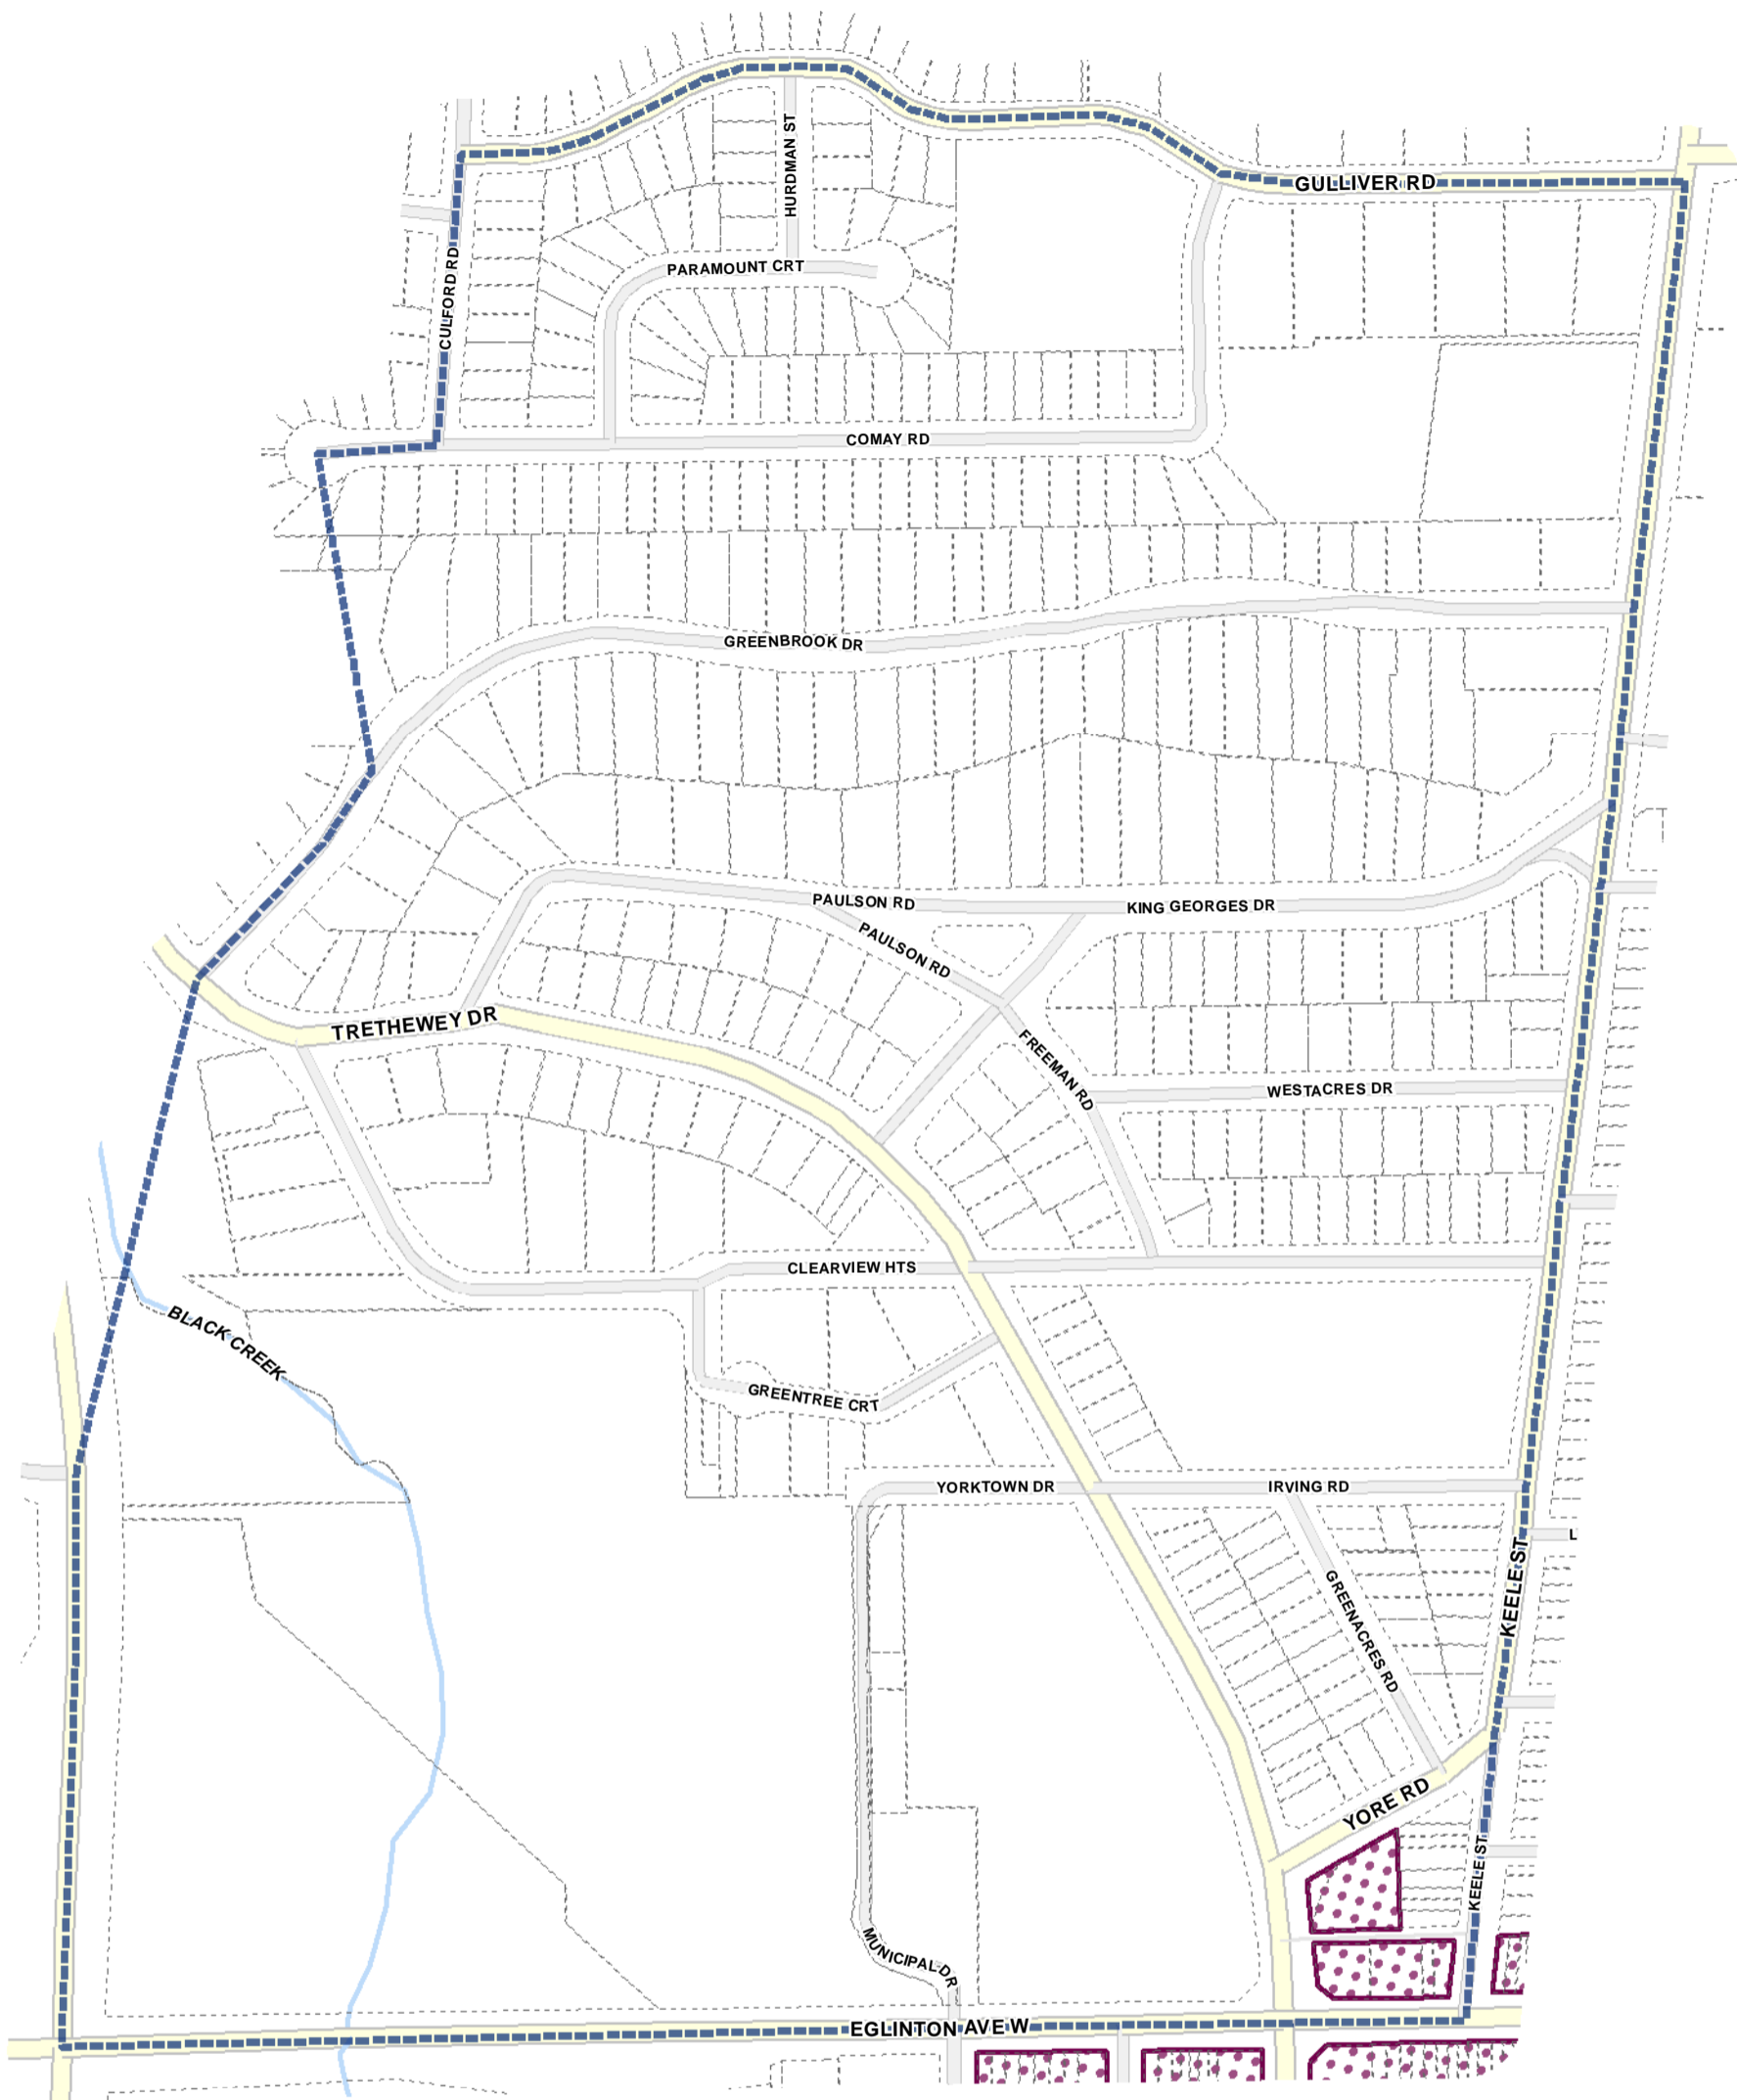 HURDMAN ST
GULLIVER RD
PARAMOUNT CRT
CULFORD RD
COMAY RD
GREENBROOK DR
PAULSON RD
KING GEORGES DR
PAULSON RD
TRETHEWEY DR
FREEMAN RD
WESTACRES DR
CLEARVIEW HTS
BLACK CREEK
GREENTREE CRT
YORKTOWN DR
IRVING RD
L
KEELE ST
GREENACRES RD
YORE RD
KEELE ST
MUNICIPAL DR
EGLINTON AVE W